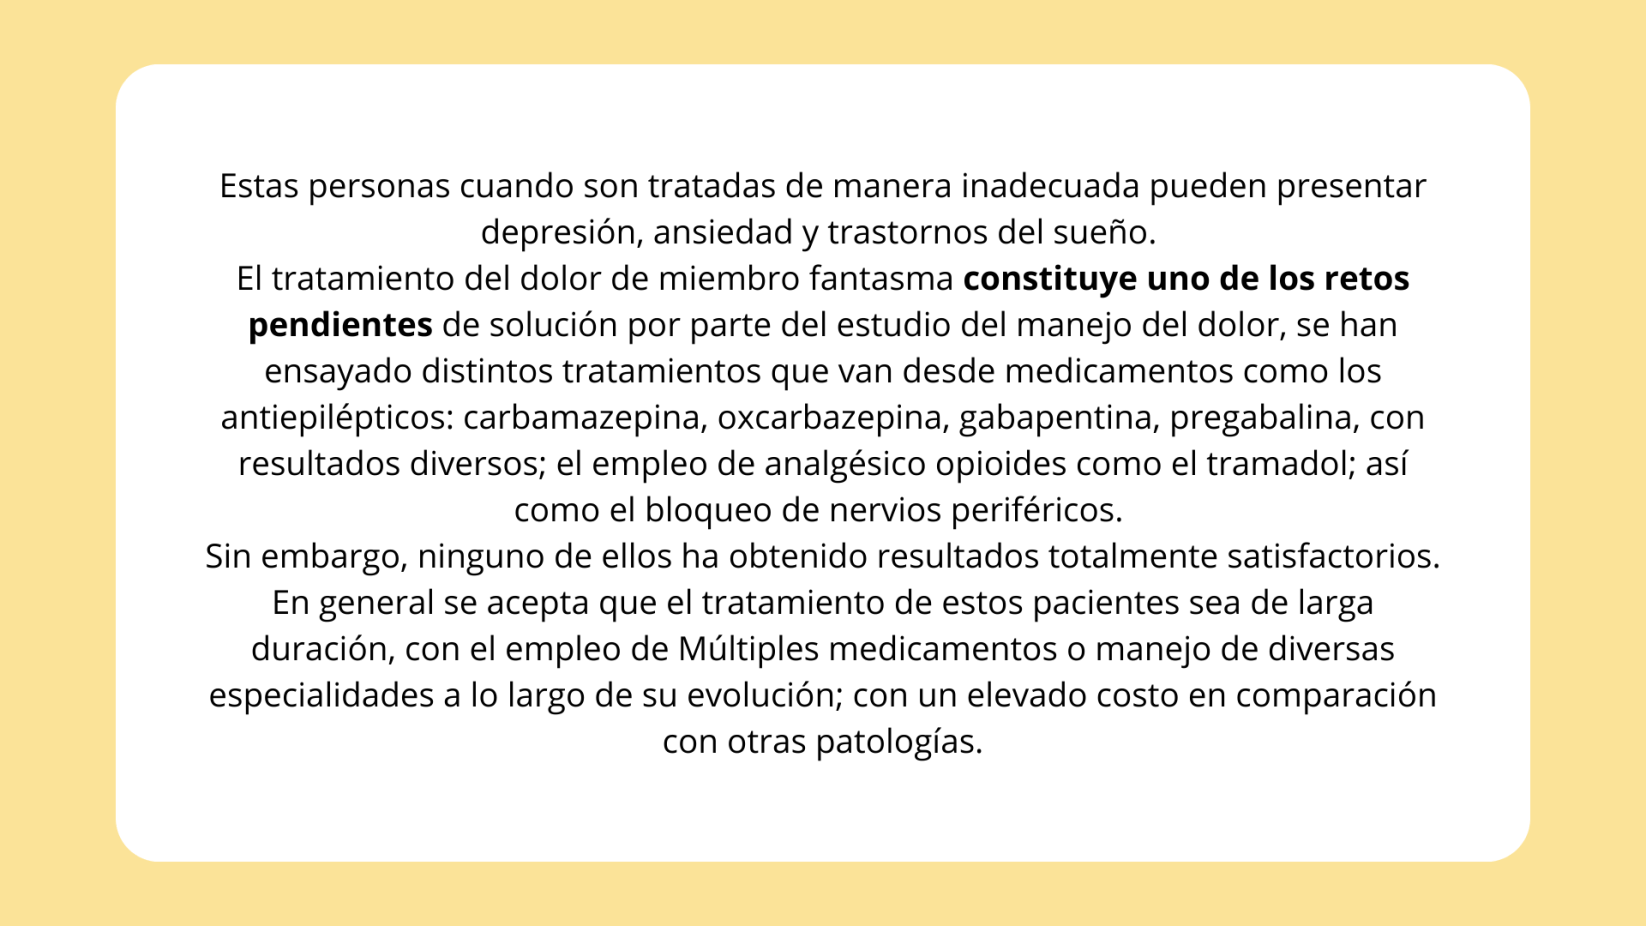 Estas personas cuando son tratadas de manera inadecuada pueden presentar
depresión, ansiedad y trastornos del sueño.
El tratamiento del dolor de miembro fantasma constituye uno de los retos
pendientes de solución por parte del estudio del manejo del dolor, se han
ensayado distintos tratamientos que van desde medicamentos como los
antiepilépticos: carbamazepina, oxcarbazepina, gabapentina, pregabalina, con
resultados diversos; el empleo de analgésico opioides como el tramadol; así
como el bloqueo de nervios periféricos.
Sin embargo, ninguno de ellos ha obtenido resultados totalmente satisfactorios.
En general se acepta que el tratamiento de estos pacientes sea de larga
duración, con el empleo de Múltiples medicamentos o manejo de diversas
especialidades a lo largo de su evolución; con un elevado costo en comparación
con otras patologías.